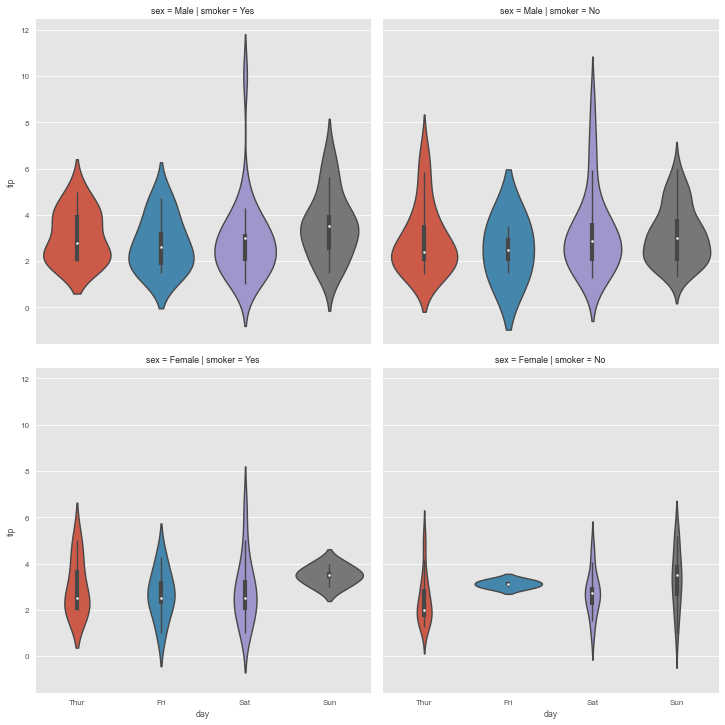 sex = Male | smoker = Yes
sex = Male | smoker = No
12
10
8
6
4
2
0
tip
sex = Female | smoker = Yes
sex = Female | smoker = No
12
10
8
6
4
2
0
tip
Thur Fri Sat Sun
Thur Fri Sat Sun
day
day